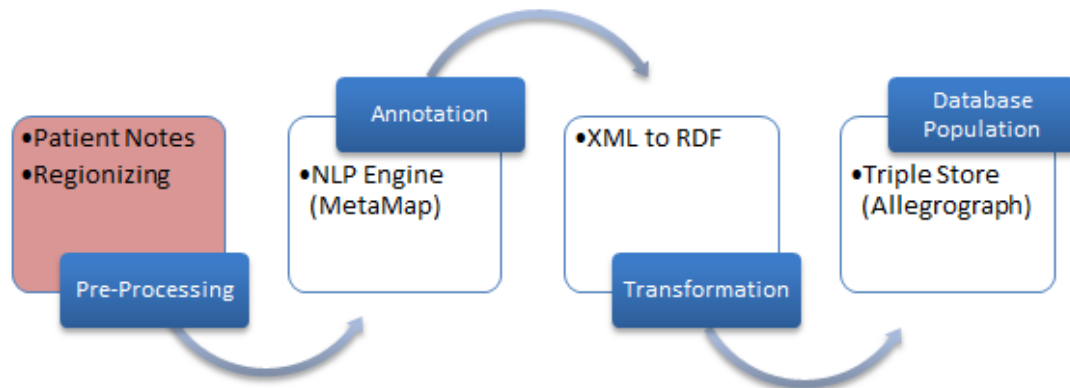 •Patient Notes
•Regionizing
Pre-Processing
Annotation
•NLP Engine
(MetaMap)
•XML to RDF
Transformation
Database
Population
•Triple Store
(Allegrograph)